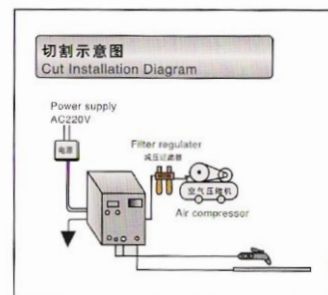 切割示意图
Cut Installation Diagram
Power supply
AC220V
电源
Filter regulater
减压过滤器
空气压缩机
Air compressor